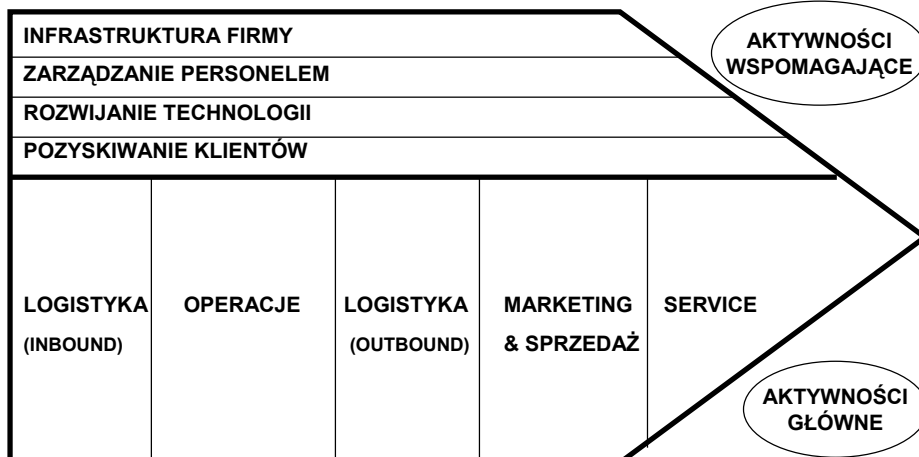 INFRASTRUKTURA FIRMY
AKTYWNOŚCI
WSPOMAGAJĄCE
ZARZĄDZANIE PERSONELEM
ROZWIJANIE TECHNOLOGII
POZYSKIWANIE KLIENTÓW
LOGISTYKA
(INBOUND)
OPERACJE
LOGISTYKA
(OUTBOUND)
MARKETING
& SPRZEDAŻ
SERVICE
AKTYWNOŚCI
GŁÓWNE